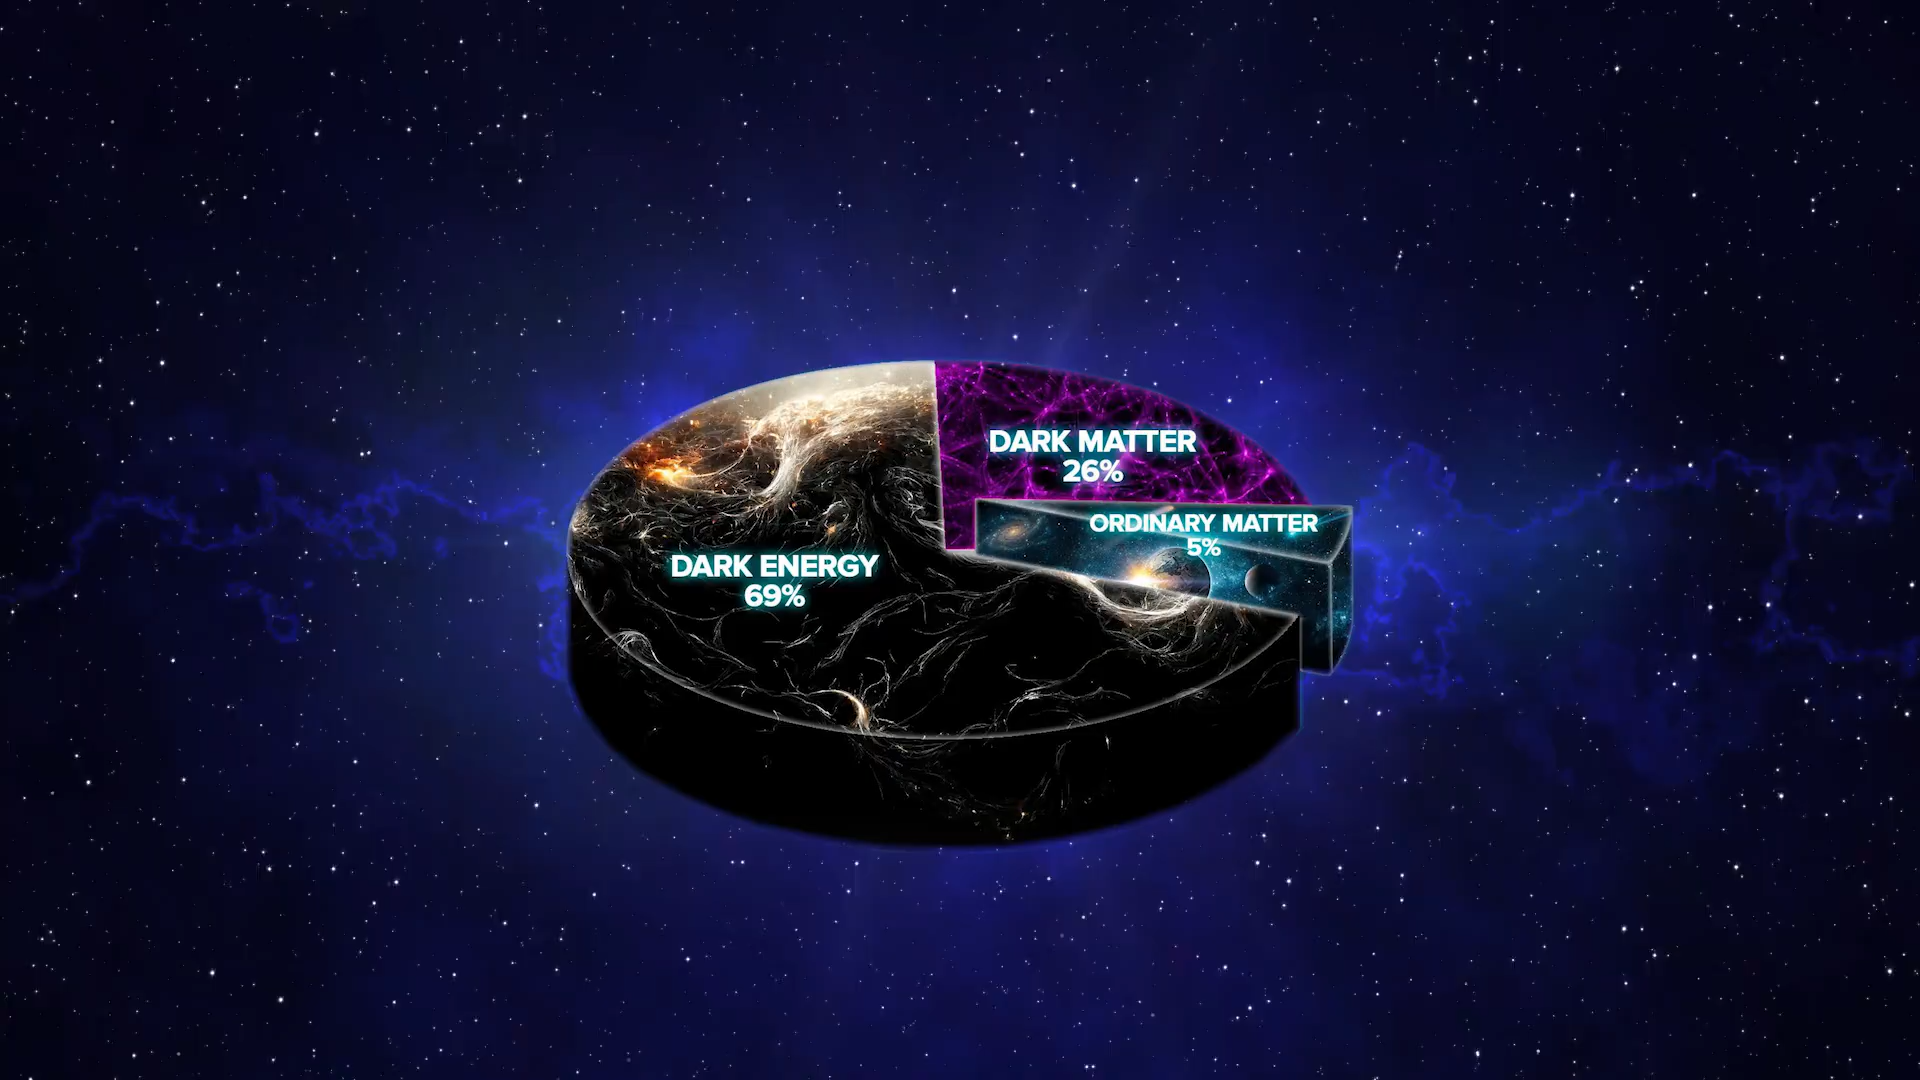 DARK MATTER
26%
ORDINARY MATTER
5%
DARK ENERGY
69%